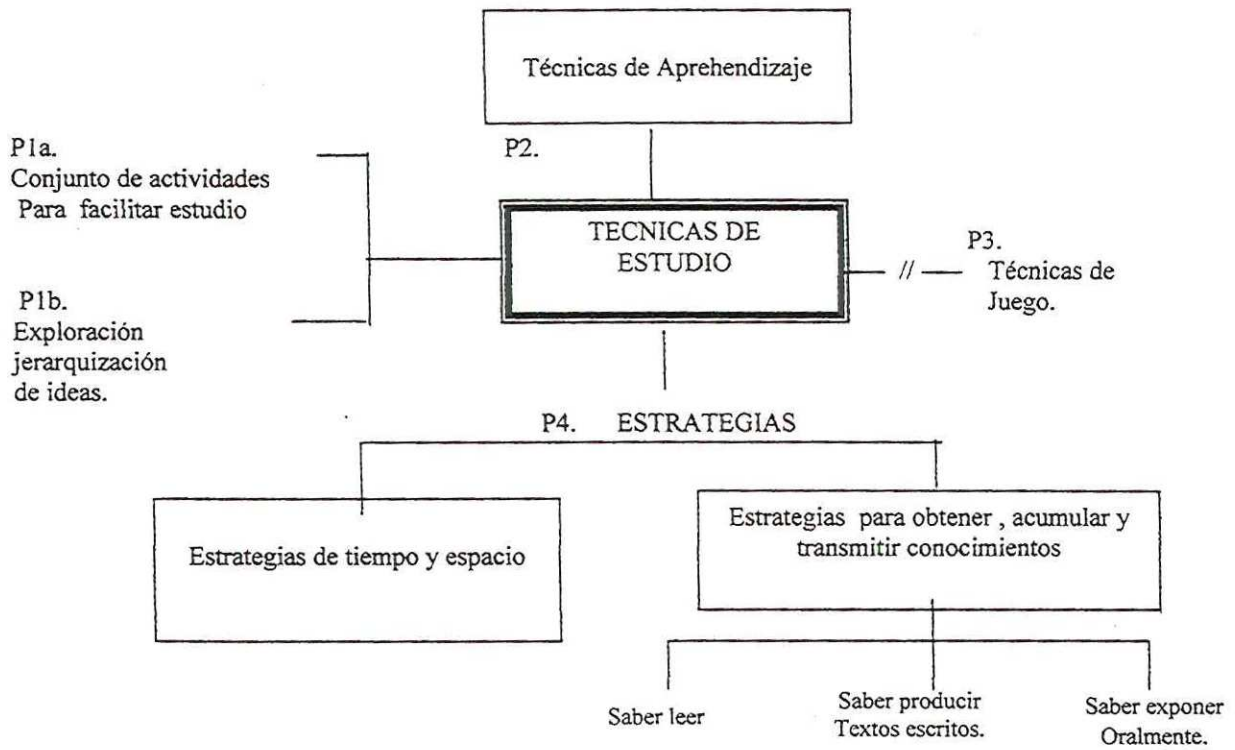 Técnicas de Aprehendizaje
P1a.
Conjunto de actividades
Para facilitar estudio
P2.
TECNICAS DE
ESTUDIO
P3.
//
Técnicas de
Juego.
P1b.
Exploración
jerarquización
de ideas.
P4. ESTRATEGIAS
Estrategias de tiempo y espacio
Estrategias para obtener , acumular y
transmitir conocimientos
Saber leer
Saber producir
Textos escritos.
Saber exponer
Oralmente.